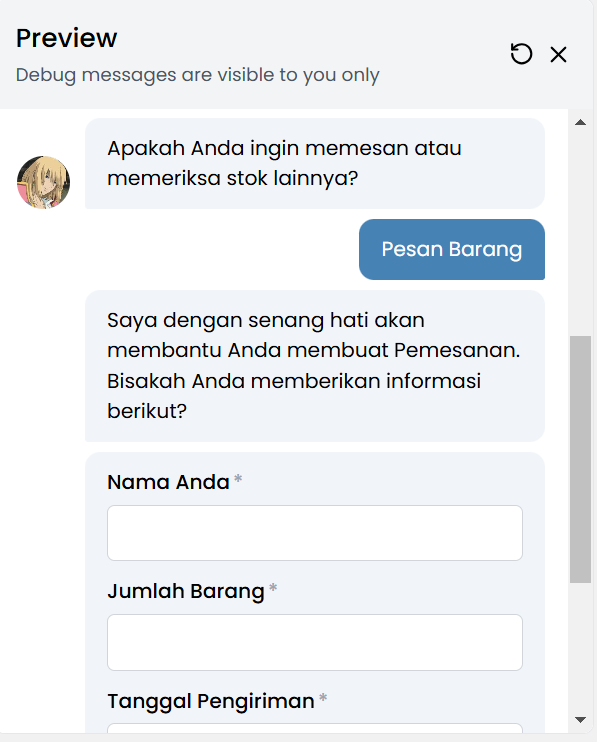 Preview
Debug messages are visible to you only
Apakah Anda ingin memesan atau
memeriksa stok lainnya?
Pesan Barang
Saya dengan senang hati akan
membantu Anda membuat Pemesanan.
Bisakah Anda memberikan informasi
berikut?
Nama Anda *
Jumlah Barang *
Tanggal Pengiriman *